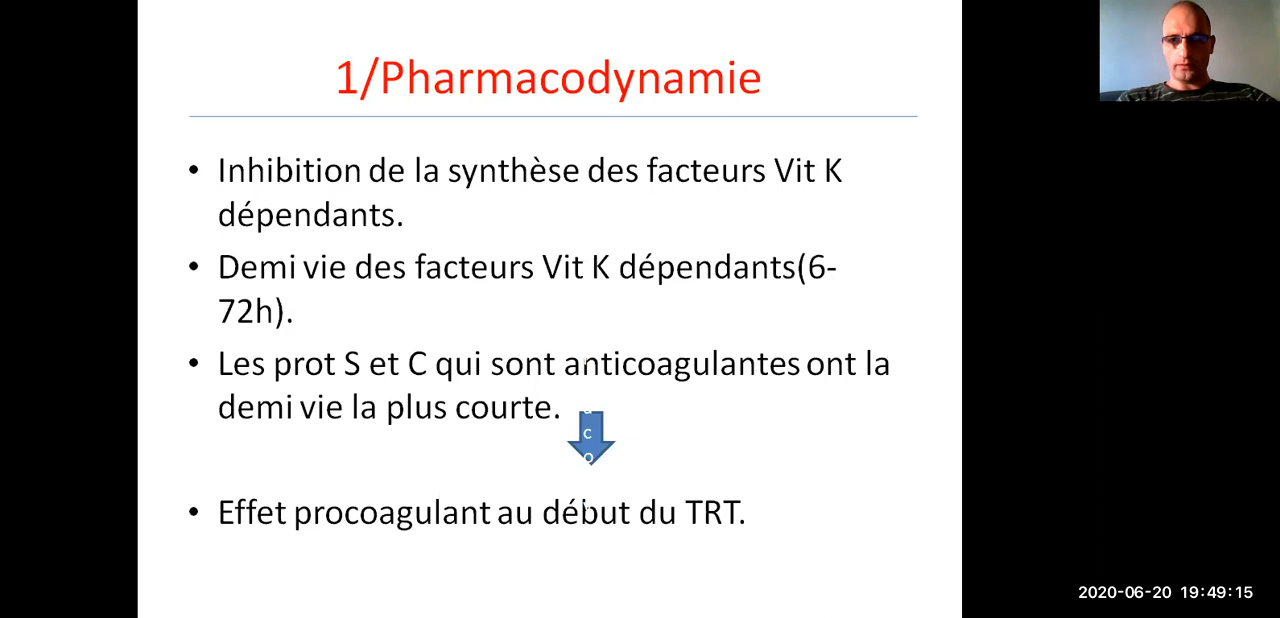 1/Pharmacodynamie
• Inhibition de la synthèse des facteurs Vit K
dépendants.
• Demi vie des facteurs Vit K dépendants(6-
72h).
• Les prot S et C qui sont anticoagulantes ont la
demi vie la plus courte.
c
o
• Effet procoagulant au début du TRT.
2020-06-20 19:49:15